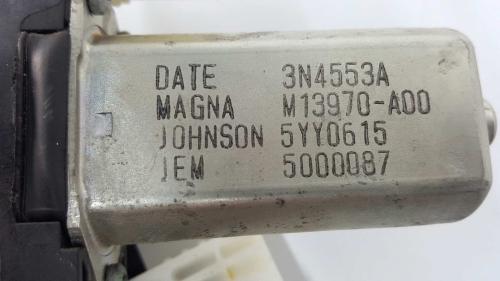 DATE 3N4553A
MAGNA M13970-A00
JOHNSON 5YY0615
JEM 5000087